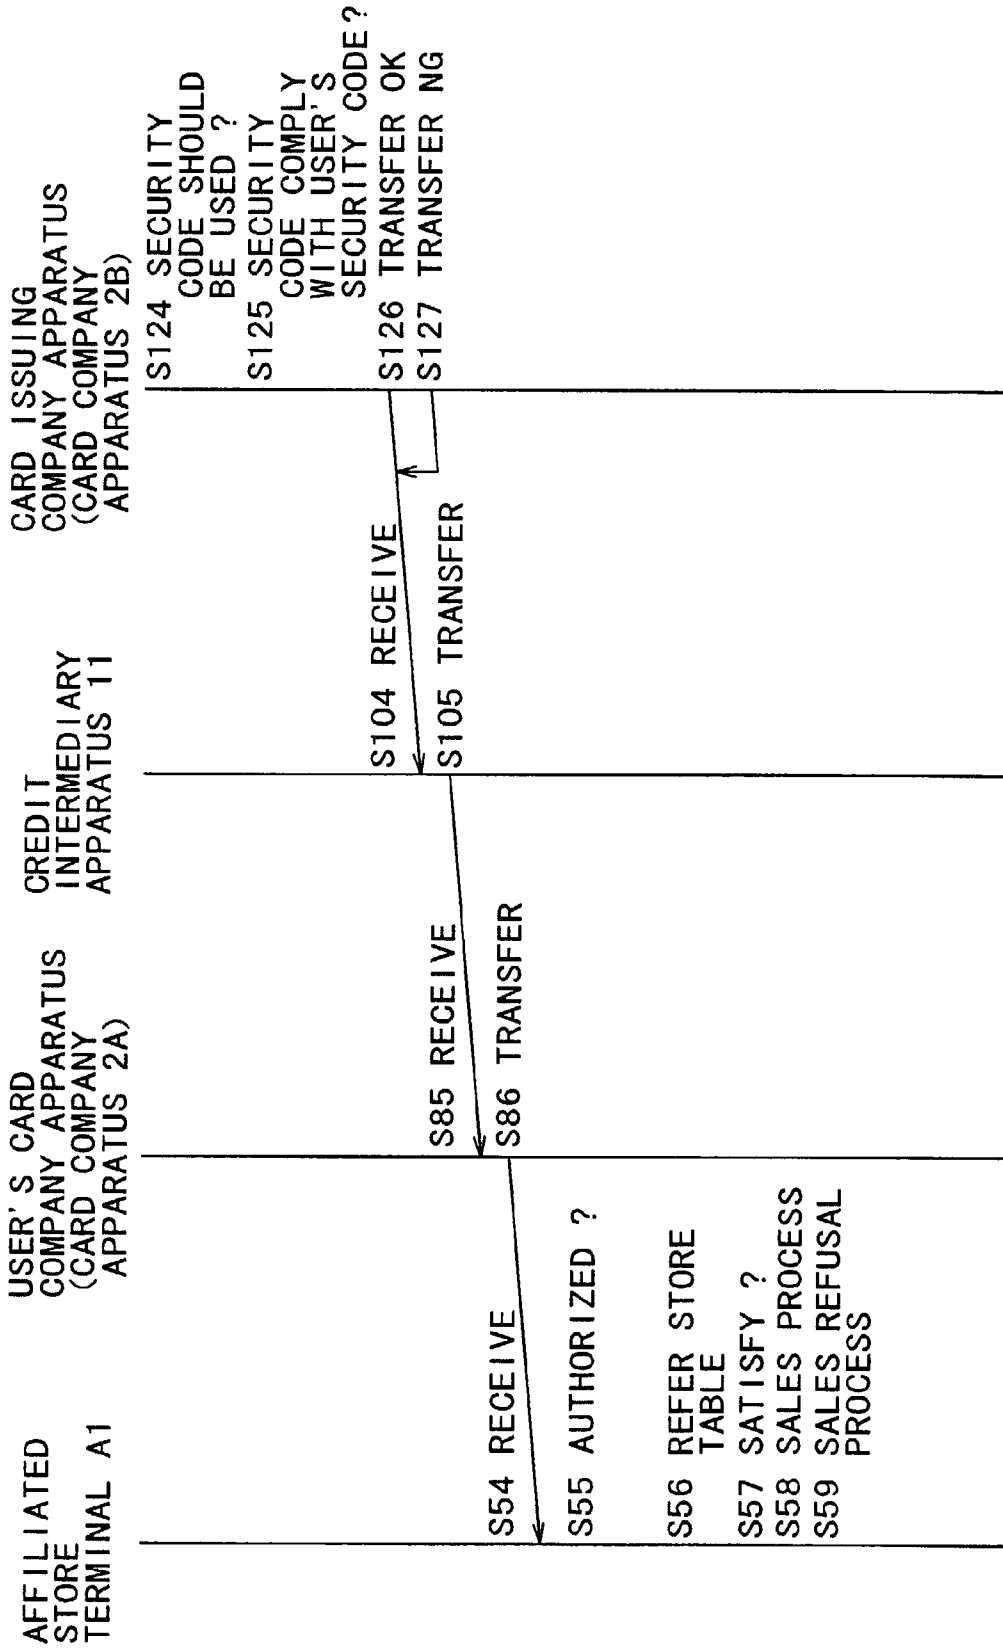 AFFILIATED
STORE
TERMINAL A1
USER'S CARD
COMPANY APPARATUS
(CARD COMPANY
APPARATUS 2A)
CREDIT
INTERMEDIARY
APPARATUS 11
CARD ISSUING
COMPANY APPARATUS
(CARD COMPANY
APPARATUS 2B)
S124 SECURITY
CODE SHOULD
BE USED ?
S125 SECURITY
CODE COMPLY
WITH USER'S
SECURITY CODE?
S126 TRANSFER OK
S127 TRANSFER NG
S104 RECEIVE
S105 TRANSFER
S85 RECEIVE
S86 TRANSFER
S54 RECEIVE
S55 AUTHORIZED ?
S56 REFER STORE
TABLE
S57 SATISFY ?
S58 SALES PROCESS
S59 SALES REFUSAL
PROCESS